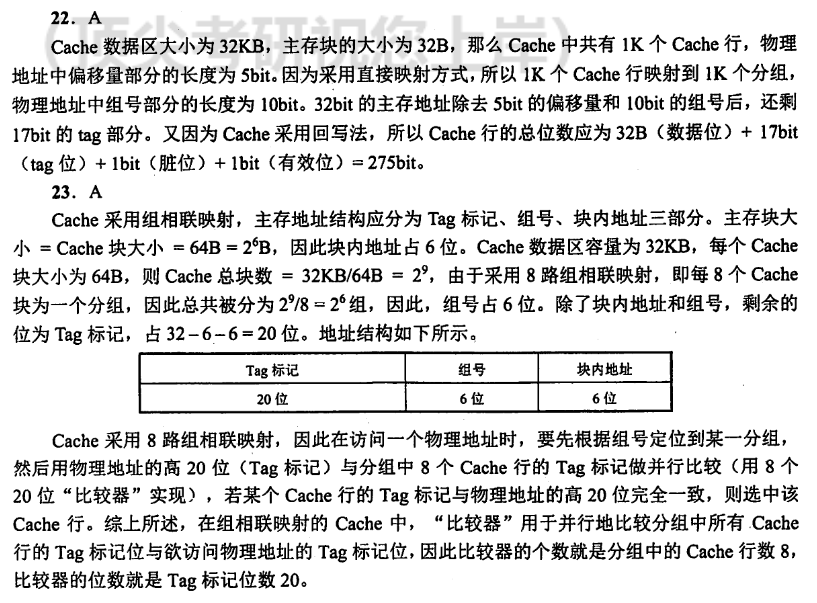 22. A
Cache 数据区大小为 32KB，主存块的大小为 32B，那么 Cache 中共有 1K 个 Cache 行，物理
地址中偏移量部分的长度为 5bit。因为采用直接映射方式，所以 1K 个 Cache 行映射到 1K 个分组，
物理地址中组号部分的长度为 10bit。32bit 的主存地址除去 5bit 的偏移量和 10bit 的组号后，还剩
17bit 的 tag 部分。又因为 Cache 采用回写法，所以 Cache 行的总位数应为 32B（数据位）+ 17bit
（tag 位）+ 1bit（脏位）+ 1bit（有效位）= 275bit。
23. A
Cache 采用组相联映射，主存地址结构应分为 Tag 标记、组号、块内地址三部分。主存块大
小 = Cache 块大小 = 64B = 2⁶B，因此块内地址占 6 位。Cache 数据区容量为 32KB，每个 Cache
块大小为 64B，则 Cache 总块数 = 32KB/64B = 2⁹，由于采用 8 路组相联映射，即每 8 个 Cache
块为一个分组，因此总共被分为 2⁹/8 = 2⁶ 组，因此，组号占 6 位。除了块内地址和组号，剩余的
位为 Tag 标记，占 32 – 6 – 6 = 20 位。地址结构如下所示。
Tag 标记 组号 块内地址
20 位 6 位 6 位
Cache 采用 8 路组相联映射，因此在访问一个物理地址时，要先根据组号定位到某一分组，
然后用物理地址的高 20 位（Tag 标记）与分组中 8 个 Cache 行的 Tag 标记做并行比较（用 8 个
20 位“比较器”实现），若某个 Cache 行的 Tag 标记与物理地址的高 20 位完全一致，则选中该
Cache 行。综上所述，在组相联映射的 Cache 中，“比较器”用于并行地比较分组中所有 Cache
行的 Tag 标记位与欲访问物理地址的 Tag 标记位，因此比较器的个数就是分组中的 Cache 行数 8，
比较器的位数就是 Tag 标记位数 20。